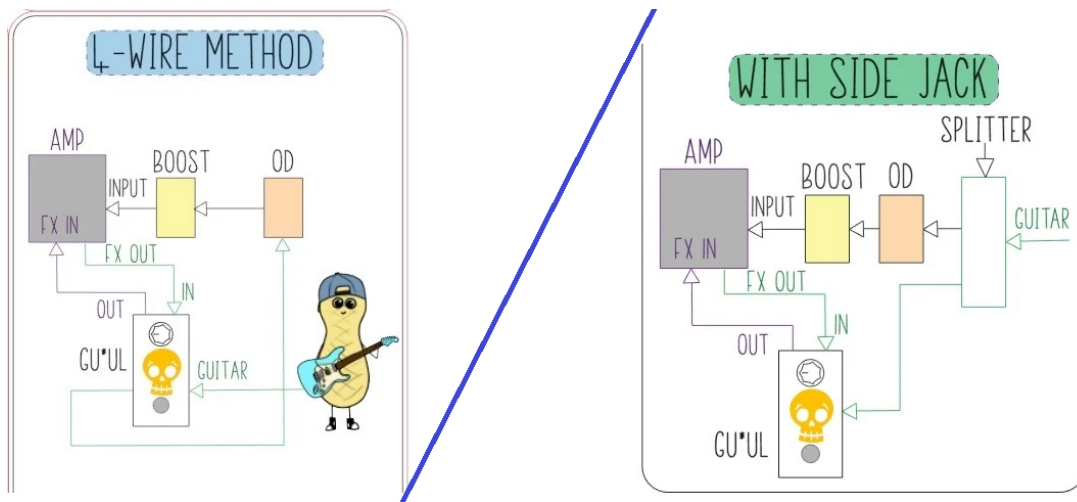 4-WIRE METHOD
AMP
BOOST
OD
INPUT
FX IN
FX OUT
IN
OUT
GU*UL
GUITAR
WITH SIDE JACK
SPLITTER
AMP
BOOST
OD
INPUT
GUITAR
FX IN
FX OUT
IN
OUT
GU*UL